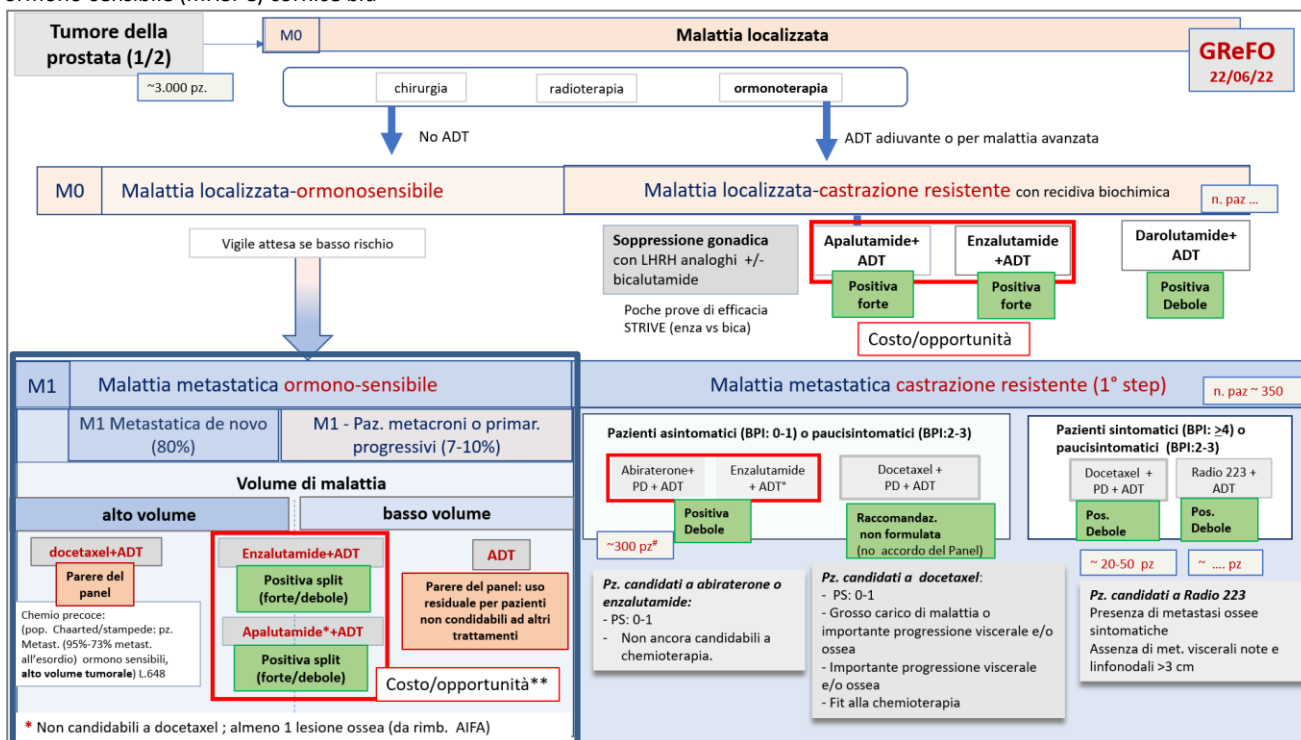 Tumore della
prostata (1/2)
~3.000 pz.
M0
Malattia localizzata
GReFO
22/06/22
chirurgia
radioterapia
ormonoterapia
No ADT
ADT adiuvante o per malattia avanzata
M0
Malattia localizzata-ormonosensibile
Malattia localizzata-castrazione resistente con recidiva biochimica
n. paz ...
Vigile attesa se basso rischio
Soppressione gonadica
con LHRH analoghi +/-
bicalutamide
Poche prove di efficacia
STRIVE (enza vs bica)
Apalutamide+
ADT
Positiva
forte
Enzalutamide
+ADT
Positiva
forte
Darolutamide+
ADT
Positiva
Debole
Costo/opportunità
M1
Malattia metastatica ormono-sensibile
M1 Metastatica de novo
(80%)
M1 - Paz. metacroni o primar.
progressivi (7-10%)
Volume di malattia
alto volume
basso volume
docetaxel+ADT
Parere del
panel
Chemio precoce:
(pop. Chaarted/stampede: pz.
Metast. (95%-73% metast.
all'esordio) ormono sensibili,
alto volume tumorale) L.648
Enzalutamide+ADT
Positiva split
(forte/debole)
Apalutamide*+ADT
Positiva split
(forte/debole)
ADT
Parere del panel: uso
residuale per pazienti
non condidabili ad altri
trattamenti
Costo/opportunità**
* Non candidabili a docetaxel ; almeno 1 lesione ossea (da rimb. AIFA)
Malattia metastatica castrazione resistente (1° step)
n. paz ~ 350
Pazienti asintomatici (BPI: 0-1) o paucisintomatici (BPI:2-3)
Abiraterone+
PD + ADT
Enzalutamide
+ ADT*
Positiva
Debole
~300 pz#
Docetaxel +
PD + ADT
Raccomandaz.
non formulata
(no accordo del Panel)
Pazienti sintomatici (BPI: ≥4) o
paucisintomatici (BPI:2-3)
Docetaxel +
PD + ADT
Pos.
Debole
~ 20-50 pz
Radio 223 +
ADT
Pos.
Debole
~ .... pz
Pz. candidati a abiraterone o
enzalutamide:
- PS: 0-1
- Non ancora candidabili a
chemioterapia.
Pz. candidati a docetaxel:
- PS: 0-1
- Grosso carico di malattia o
importante progressione viscerale e/o
ossea
- Importante progressione viscerale
e/o ossea
- Fit alla chemioterapia
Pz. candidati a Radio 223
Presenza di metastasi ossee
sintomatiche
Assenza di met. viscerali note e
linfonodali >3 cm